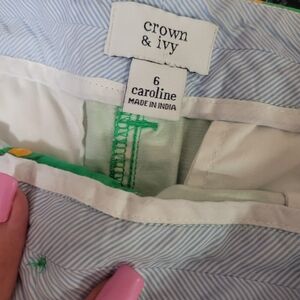 crown
& ivy
6
caroline
MADE IN INDIA